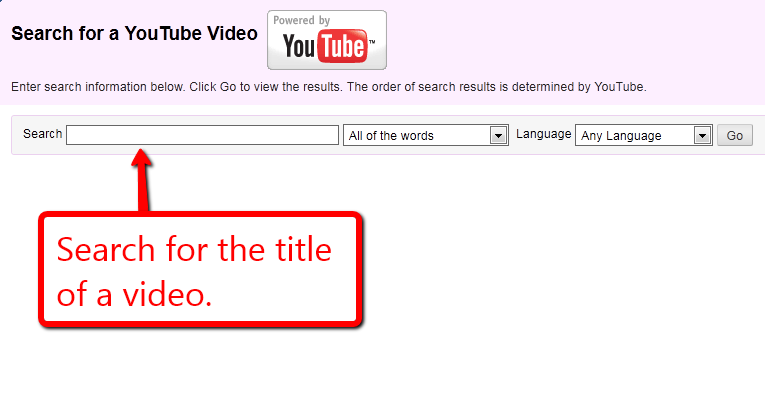 Search for a YouTube Video
Powered by
YouTube™
Enter search information below. Click Go to view the results. The order of search results is determined by YouTube.
Search All of the words Language Any Language Go
Search for the title
of a video.